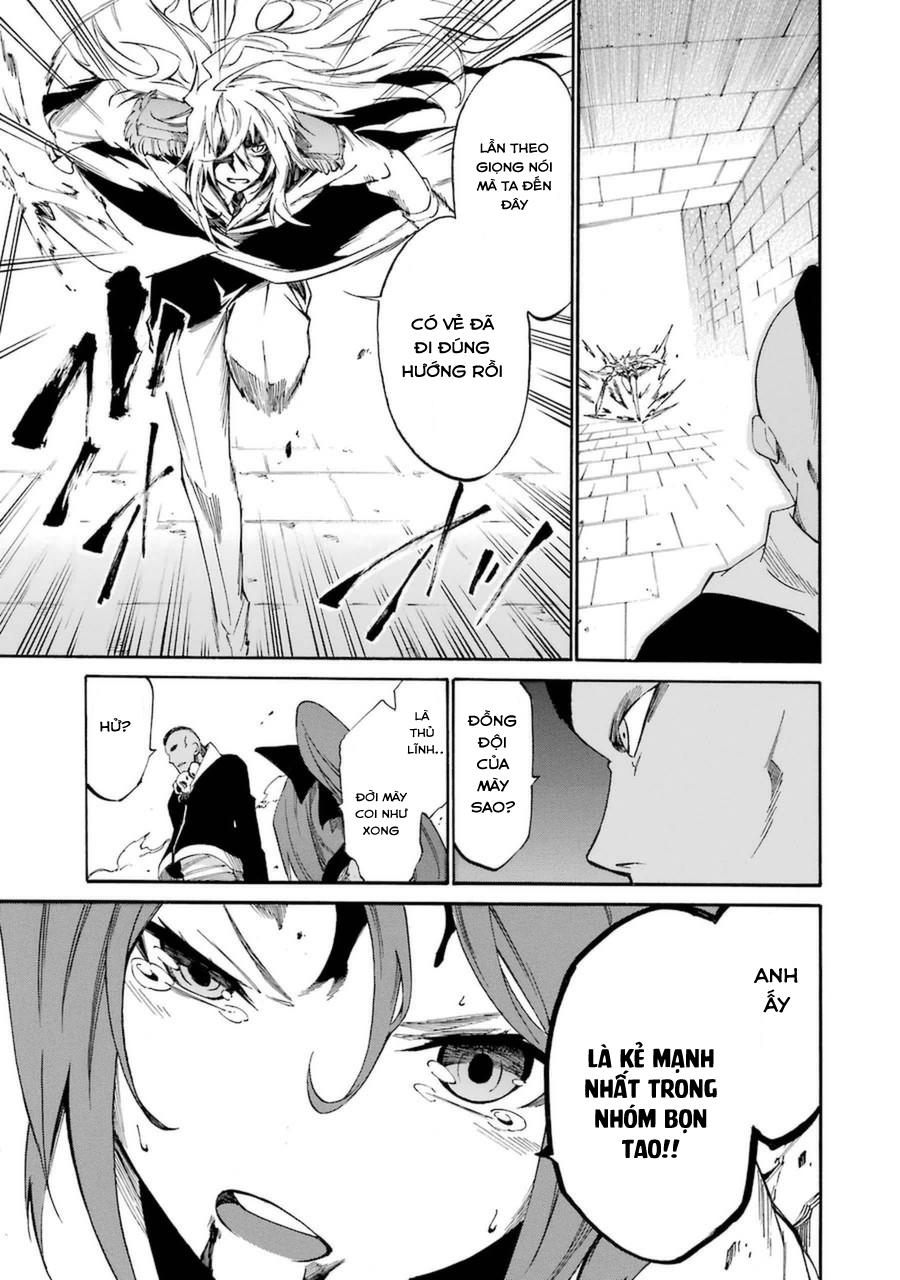 LẦN THEO
GIỌNG NÓI
MÀ TA ĐẾN
ĐÂY
CÓ VẺ ĐÃ
ĐI ĐÚNG
HƯỚNG RỒI
ĐỒNG
ĐỘI
CỦA
MÀY
SAO?
LÀ
THỦ
LĨNH..
ĐỜI MÀY
COI NHƯ
XONG
HỬ?
ANH
ẤY
LÀ KẺ MẠNH
NHẤT TRONG
NHÓM BỌN
TAO!!